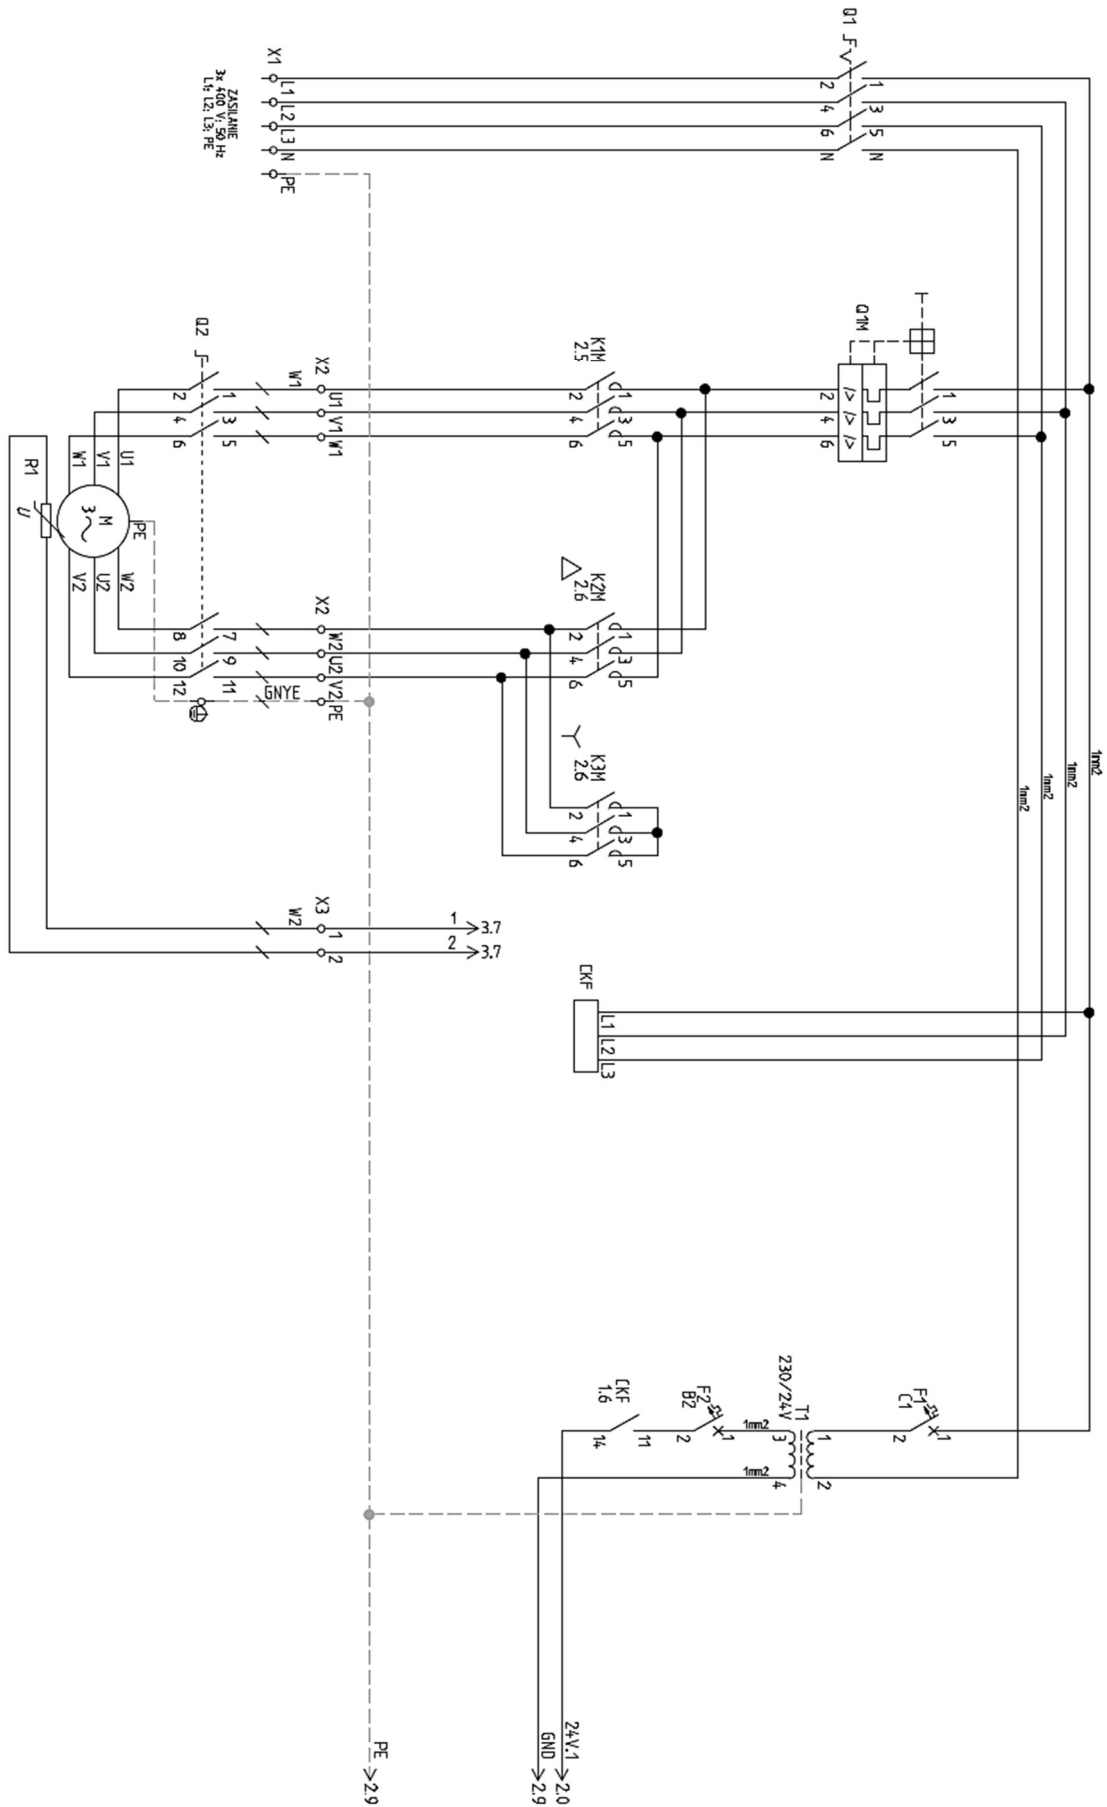 Q1
1
3
5
N
2
4
6
N
X1
L1
L2
L3
N
PE
ZASILANIE
3x 400 V; 50 Hz
L1; L2; L3; PE
Q1M
1
3
5
I>
I>
I>
2
4
6
K1M
2.5
1
3
5
2
4
6
X2
U1
V1
W1
W1
Q2
1
3
5
2
4
6
U1
V1
W1
R1
U
M
3
PE
W2
U2
V2
K2M
2.6
1
3
5
2
4
6
X2
W2
U2
V2
PE
GNYE
7
9
11
8
10
12
K3M
2.6
1
3
5
2
4
6
1mm2
1mm2
1mm2
1mm2
X3
1
2
W2
1
3.7
2
3.7
CKF
L1
L2
L3
F1
C1
1
2
T1
230/24V
1
2
3
4
1mm2
1mm2
F2
B2
1
2
CKF
1.6
11
14
24V.1
2.0
GND
2.9
PE
2.9